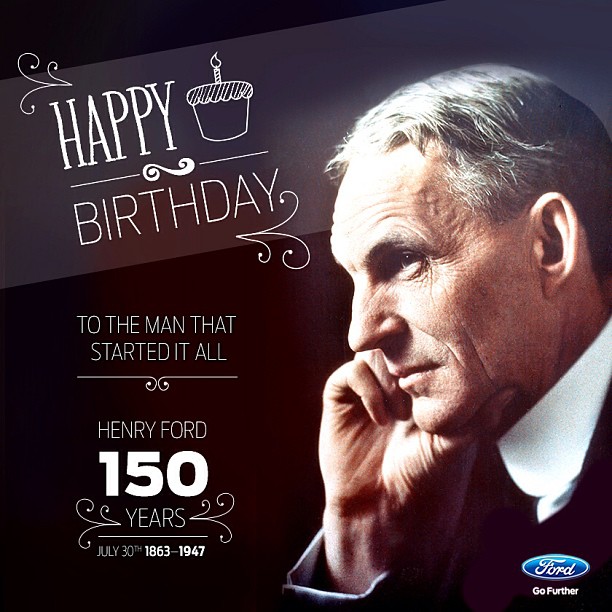 HAPPY
BIRTHDAY
TO THE MAN THAT
STARTED IT ALL
HENRY FORD
150
YEARS
JULY 30TH 1863–1947
Ford
Go Further